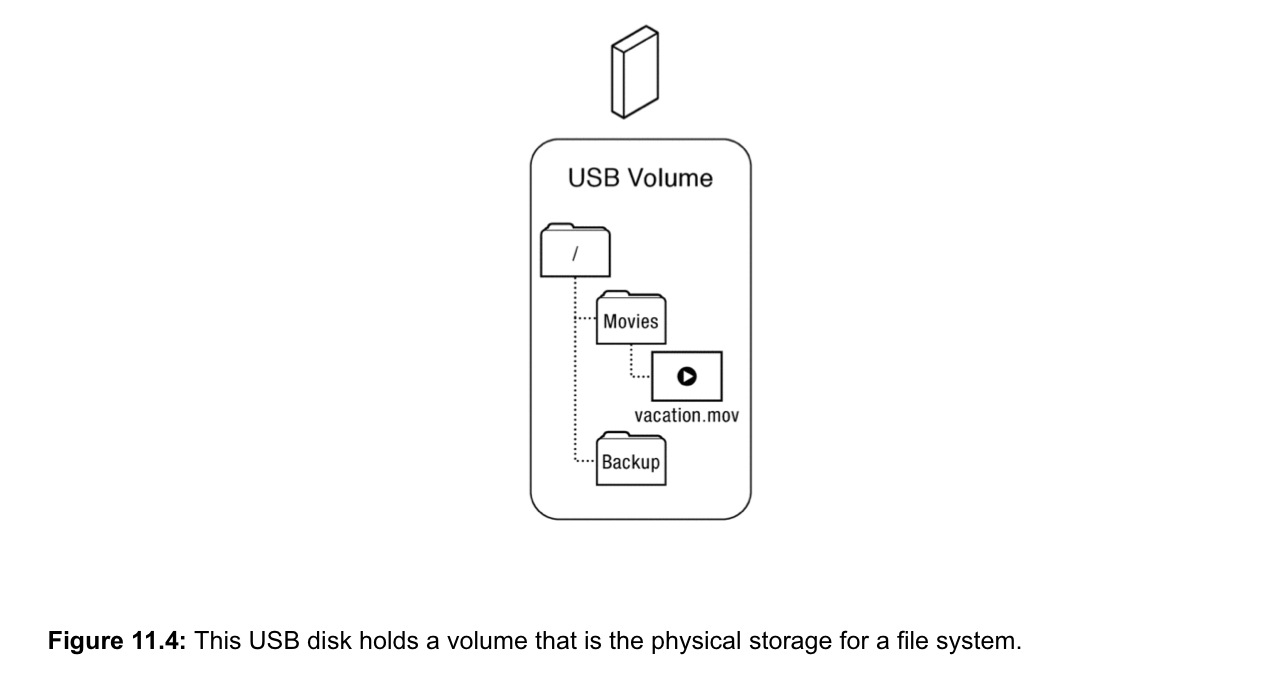 USB Volume
/
Movies
vacation.mov
Backup
Figure 11.4: This USB disk holds a volume that is the physical storage for a file system.